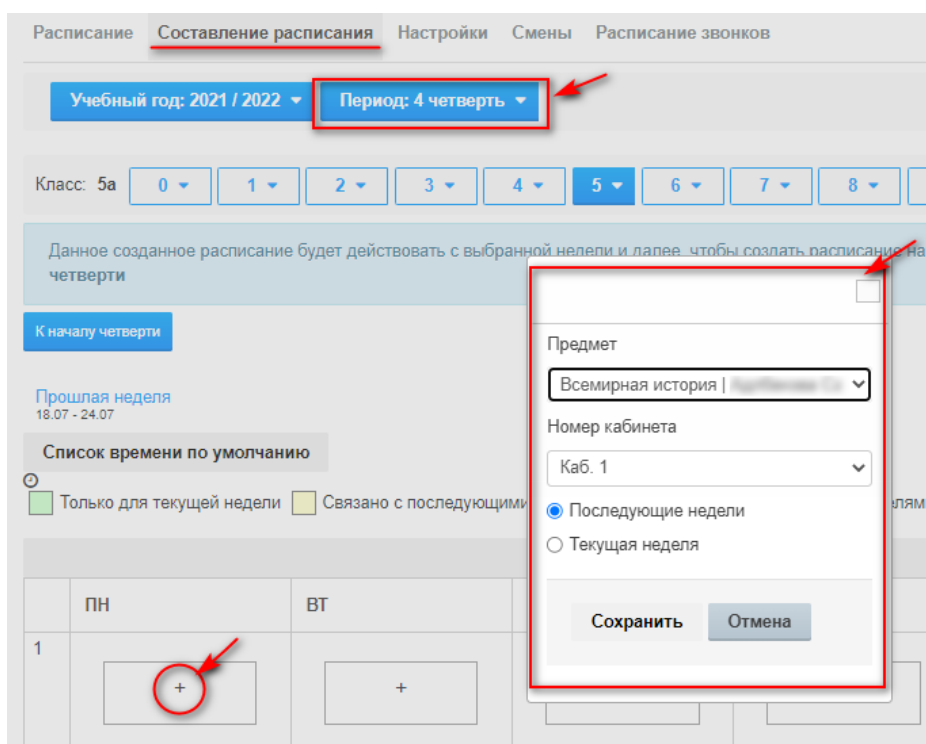 Расписание Составление расписания Настройки Смены Расписание звонков
Учебный год: 2021 / 2022 Период: 4 четверть
Класс: 5а 0 1 2 3 4 5 6 7 8
Данное созданное расписание будет действовать с выбранной недели и далее, чтобы создать расписание на
четверти
К началу четверти
Прошлая неделя
18.07 - 24.07
Список времени по умолчанию
Только для текущей недели Связано с последующими
ПН ВТ
1
+ +
Предмет
Всемирная история |
Номер кабинета
Каб. 1
Последующие недели
Текущая неделя
Сохранить Отмена